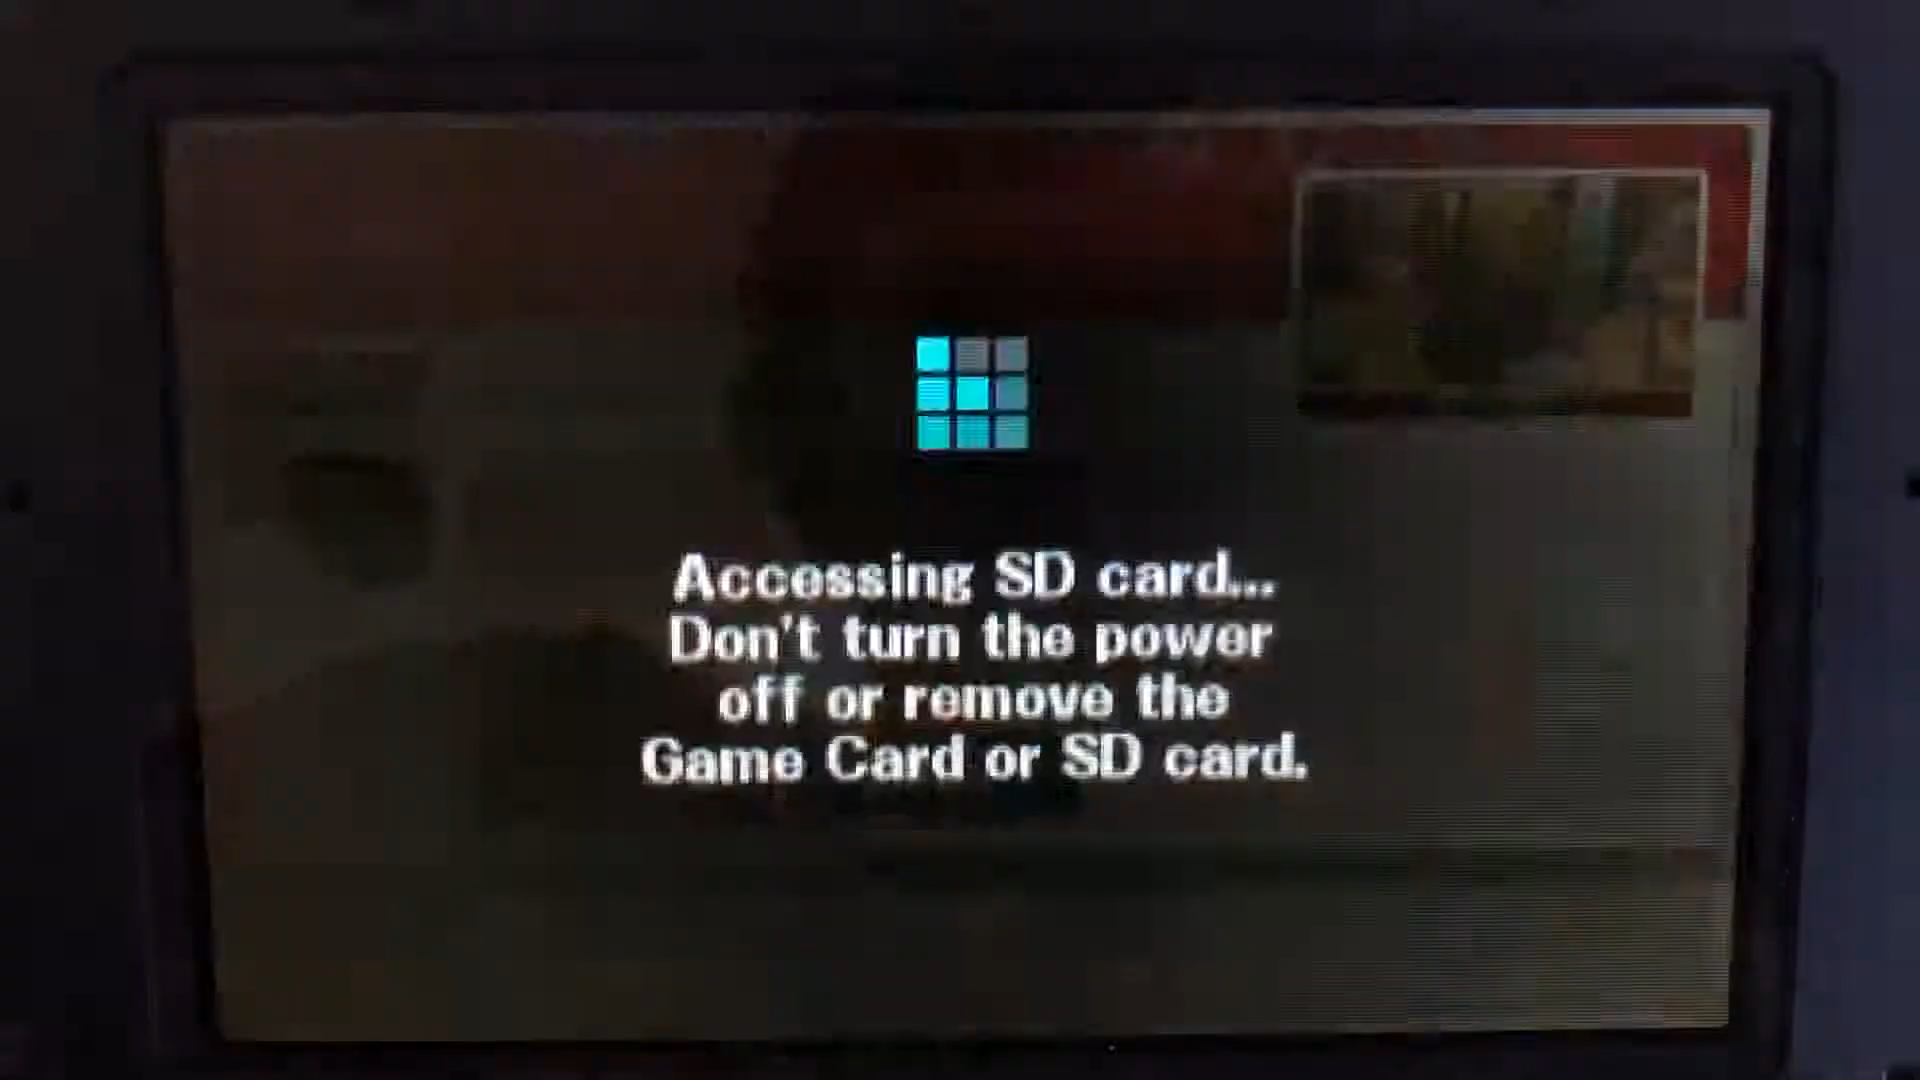 Accessing SD card...
Don't turn the power
off or remove the
Game Card or SD card.